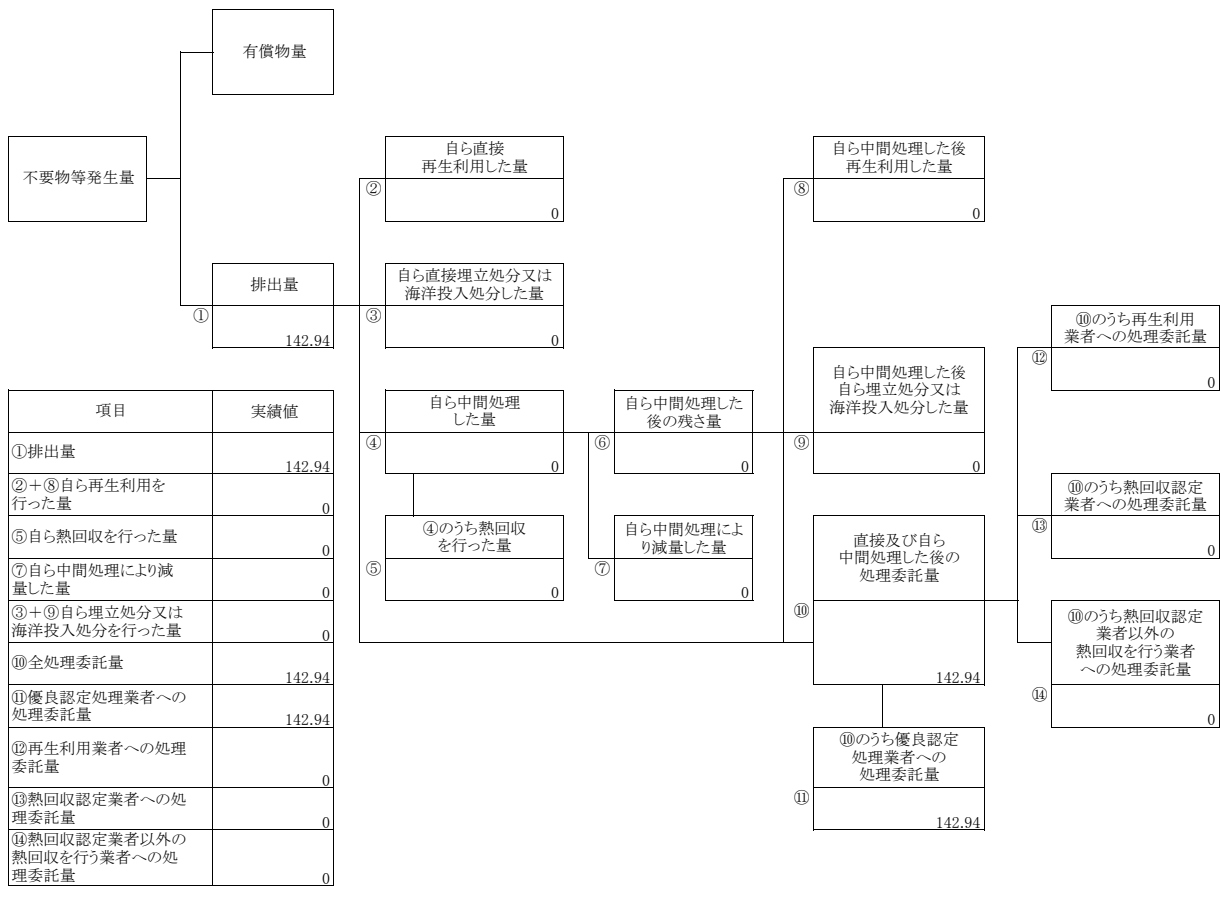 有償物量
不要物等発生量
自ら直接
再生利用した量
②
0
自ら中間処理した後
再生利用した量
⑧
0
排出量
①
142.94
自ら直接埋立処分又は
海洋投入処分した量
③
0
⑩のうち再生利用
業者への処理委託量
⑫
0
自ら中間処理した後
自ら埋立処分又は
海洋投入処分した量
⑨
0
自ら中間処理
した量
④
0
自ら中間処理した
後の残さ量
⑥
0
④のうち熱回収
を行った量
⑤
0
自ら中間処理によ
り減量した量
⑦
0
直接及び自ら
中間処理した後の
処理委託量
⑩
142.94
⑩のうち熱回収認定
業者への処理委託量
⑬
0
⑩のうち熱回収認定
業者以外の
熱回収を行う業者
への処理委託量
⑭
0
⑩のうち優良認定
処理業者への
処理委託量
⑪
142.94
項目 実績値
①排出量
142.94
②+⑧自ら再生利用を
行った量
0
⑤自ら熱回収を行った量
0
⑦自ら中間処理により減
量した量
0
③+⑨自ら埋立処分又は
海洋投入処分を行った量
0
⑩全処理委託量
142.94
⑪優良認定処理業者への
処理委託量
142.94
⑫再生利用業者への処理
委託量
0
⑬熱回収認定業者への処
理委託量
0
⑭熱回収認定業者以外の
熱回収を行う業者への処
理委託量
0